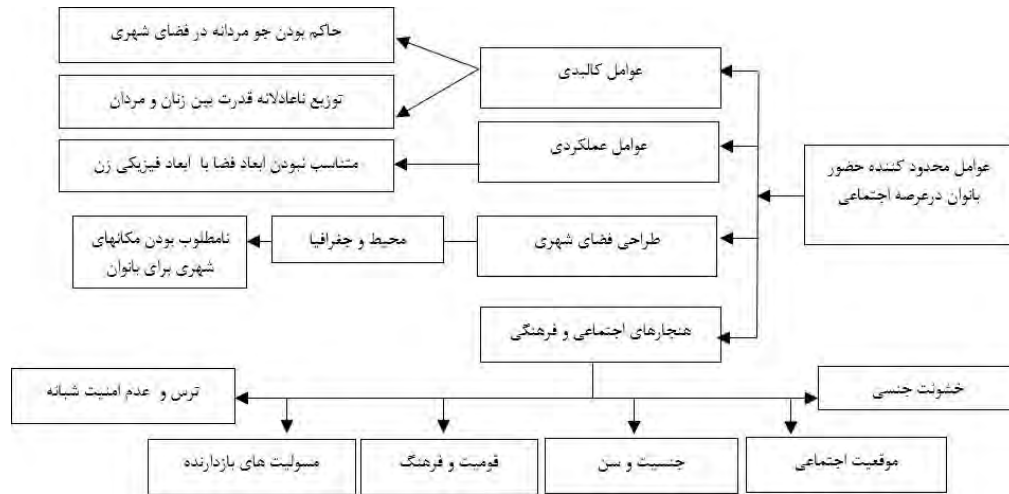 عوامل محدود کننده حضور
بانوان درعرصه اجتماعی
عوامل کالبدی
حاکم بودن جو مردانه در فضای شهری
توزیع ناعادلانه قدرت بین زنان و مردان
عوامل عملکردی
متناسب نبودن ابعاد فضا با ابعاد فیزیکی زن
طراحی فضای شهری
محیط و جغرافیا
نامطلوب بودن مکانهای
شهری برای بانوان
هنجارهای اجتماعی و فرهنگی
خشونت جنسی
ترس و عدم امنیت شبانه
موقعیت اجتماعی
جنسیت و سن
قومیت و فرهنگ
مسولیت های بازدارنده